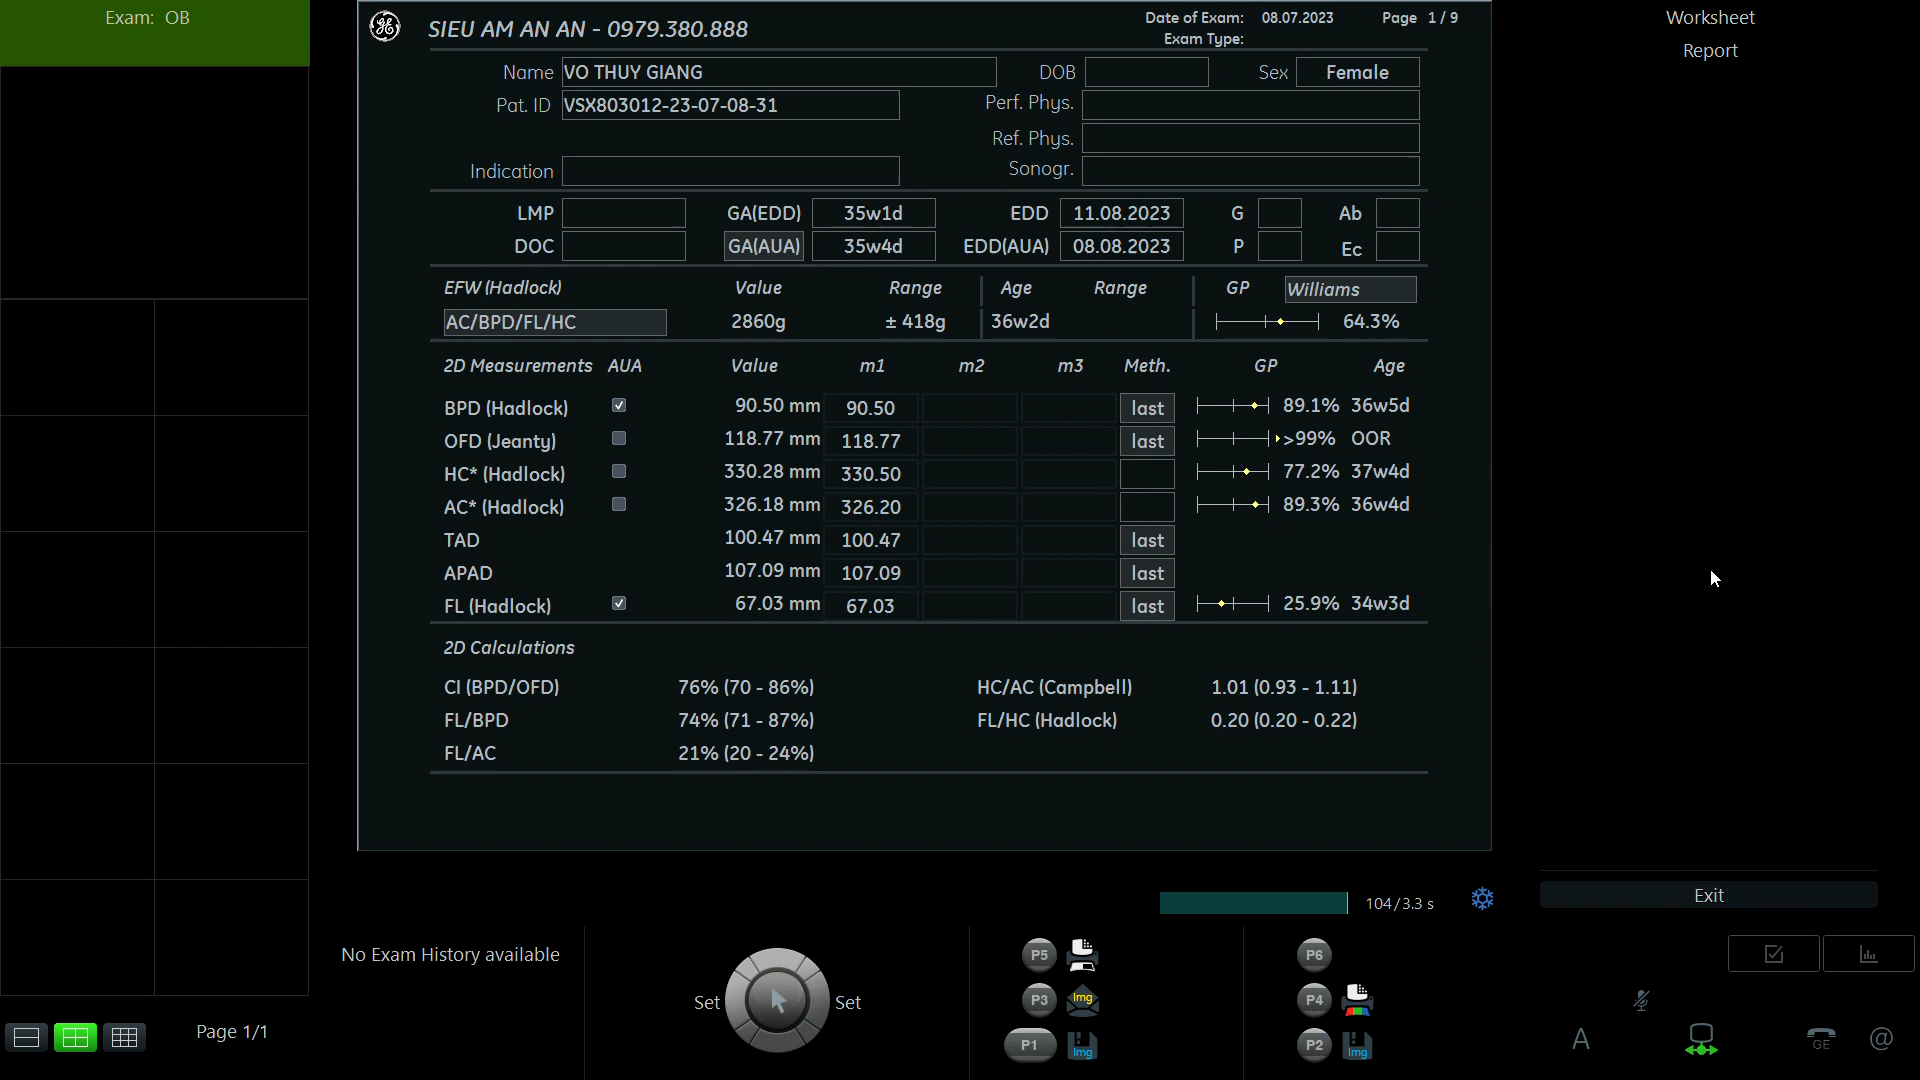 Exam: OB
SIEU AM AN AN - 0979.380.888
Date of Exam: 08.07.2023 Page 1 / 9
Exam Type:
Worksheet
Report
Name VO THUY GIANG DOB Sex Female
Pat. ID VSX803012-23-07-08-31 Perf. Phys.
Ref. Phys.
Indication Sonogr.
LMP GA(EDD) 35w1d EDD 11.08.2023 G Ab
DOC GA(AUA) 35w4d EDD(AUA) 08.08.2023 P Ec
EFW (Hadlock) Value Range Age Range GP Williams
AC/BPD/FL/HC 2860g ± 418g 36w2d 64.3%
2D Measurements AUA Value m1 m2 m3 Meth. GP Age
BPD (Hadlock) 90.50 mm 90.50 last 89.1% 36w5d
OFD (Jeanty) 118.77 mm 118.77 last >99% OOR
HC* (Hadlock) 330.28 mm 330.50 77.2% 37w4d
AC* (Hadlock) 326.18 mm 326.20 89.3% 36w4d
TAD 100.47 mm 100.47 last
APAD 107.09 mm 107.09 last
FL (Hadlock) 67.03 mm 67.03 last 25.9% 34w3d
2D Calculations
CI (BPD/OFD) 76% (70 - 86%) HC/AC (Campbell) 1.01 (0.93 - 1.11)
FL/BPD 74% (71 - 87%) FL/HC (Hadlock) 0.20 (0.20 - 0.22)
FL/AC 21% (20 - 24%)
104/3.3 s
Exit
No Exam History available
Set Set
P5 P6
P3 Img P4
P1 Img P2 Img
Page 1/1
A GE @